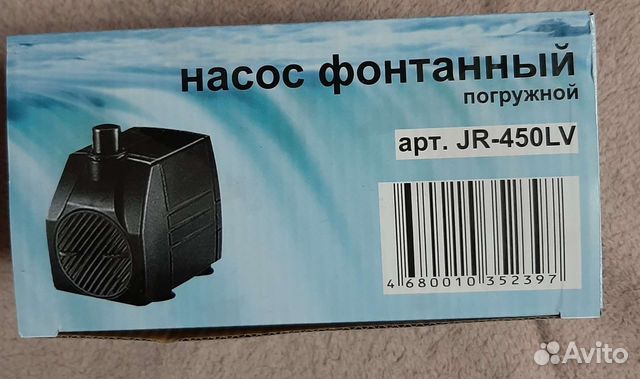 насос фонтанный
погружной
арт. JR-450LV
4 680010 352397
Avito